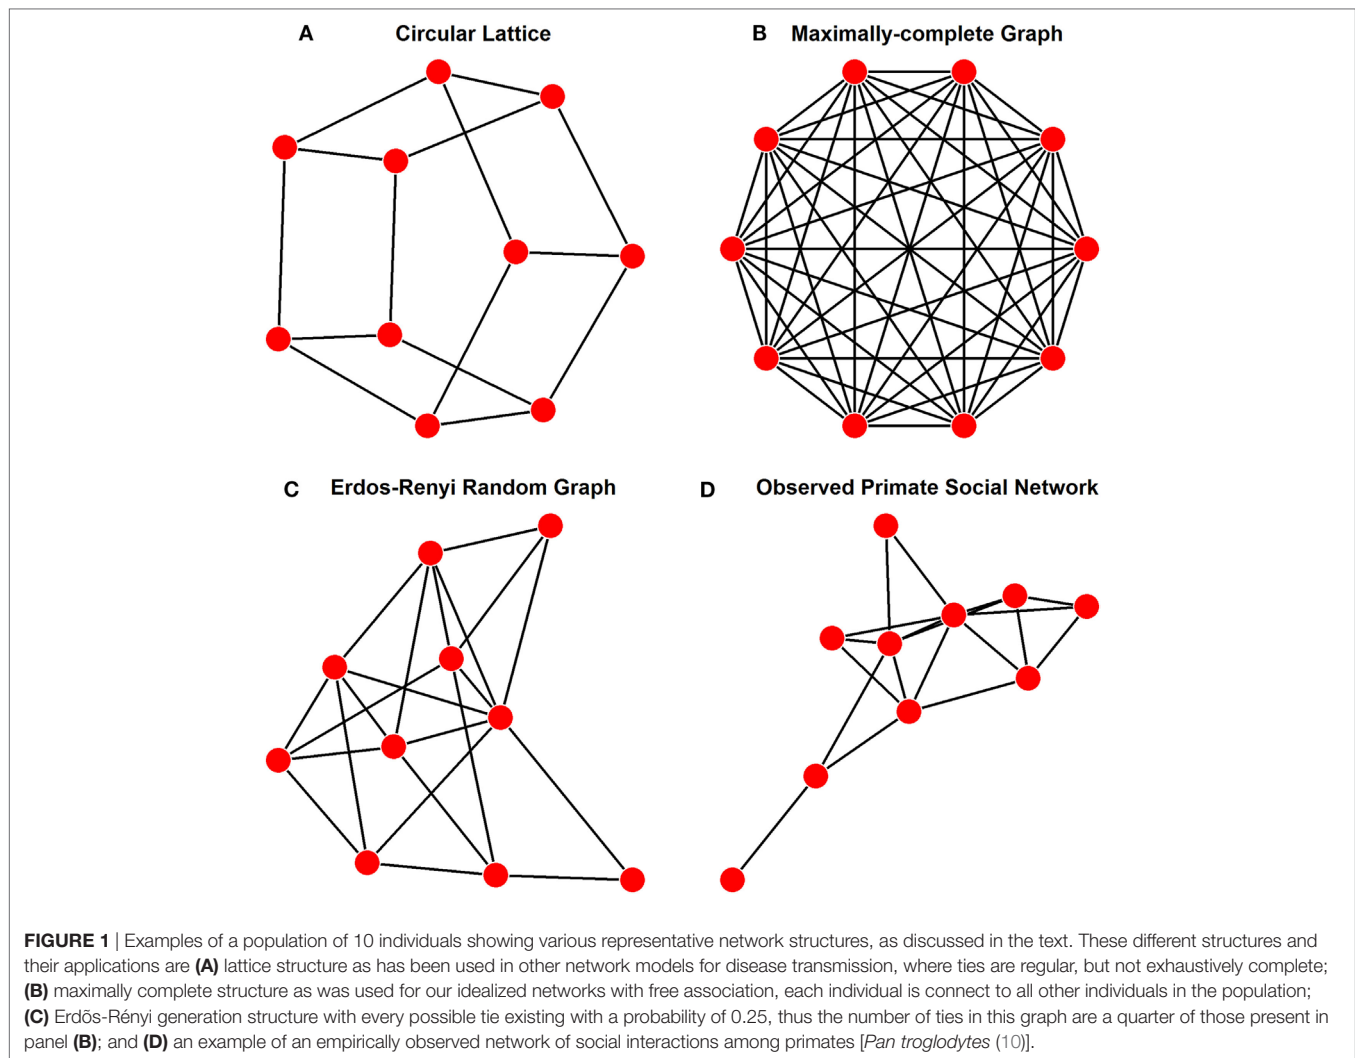 A Circular Lattice
B Maximally-complete Graph
C Erdos-Renyi Random Graph
D Observed Primate Social Network
FIGURE 1 | Examples of a population of 10 individuals showing various representative network structures, as discussed in the text. These different structures and
their applications are (A) lattice structure as has been used in other network models for disease transmission, where ties are regular, but not exhaustively complete;
(B) maximally complete structure as was used for our idealized networks with free association, each individual is connect to all other individuals in the population;
(C) Erdõs-Rényi generation structure with every possible tie existing with a probability of 0.25, thus the number of ties in this graph are a quarter of those present in
panel (B); and (D) an example of an empirically observed network of social interactions among primates [Pan troglodytes (10)].